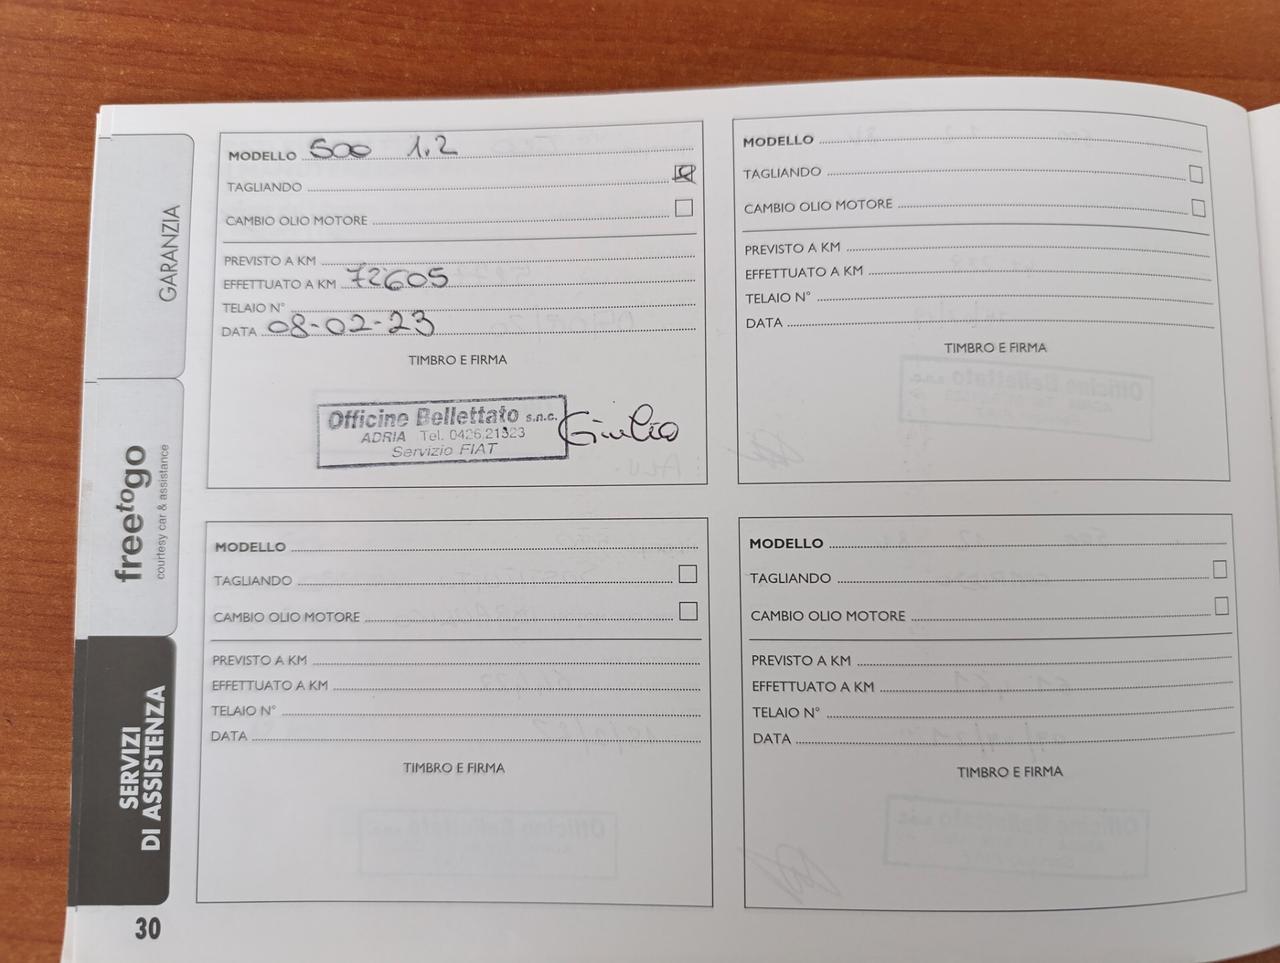 GARANZIA
freetogo
courtesy car & assistance
SERVIZI
DI ASSISTENZA
30
MODELLO 500 1.2
TAGLIANDO
CAMBIO OLIO MOTORE
PREVISTO A KM
EFFETTUATO A KM 72605
TELAIO N°
DATA 08-02-23
TIMBRO E FIRMA
Officine Bellettato s.n.c.
ADRIA Tel. 0426 21323
Servizio FIAT
Giulio
MODELLO
TAGLIANDO
CAMBIO OLIO MOTORE
PREVISTO A KM
EFFETTUATO A KM
TELAIO N°
DATA
TIMBRO E FIRMA
MODELLO
TAGLIANDO
CAMBIO OLIO MOTORE
PREVISTO A KM
EFFETTUATO A KM
TELAIO N°
DATA
TIMBRO E FIRMA
MODELLO
TAGLIANDO
CAMBIO OLIO MOTORE
PREVISTO A KM
EFFETTUATO A KM
TELAIO N°
DATA
TIMBRO E FIRMA